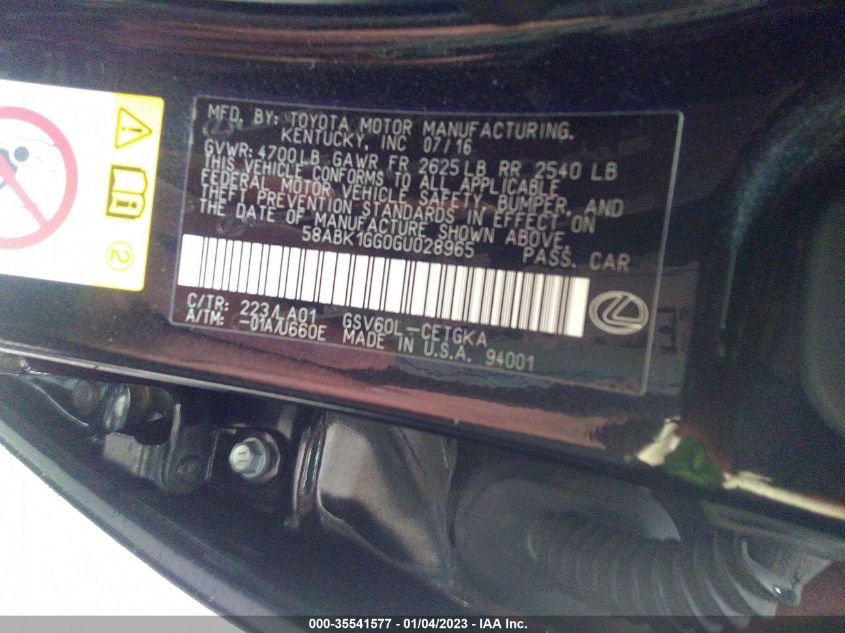 MFD. BY: TOYOTA MOTOR MANUFACTURING.
KENTUCKY, INC 07/16
GVWR: 4700LB GAWR FR 2625LB RR 2540 LB
THIS VEHICLE CONFORMS TO ALL APPLICABLE
FEDERAL MOTOR VEHICLE SAFETY, BUMPER, AND
THEFT PREVENTION STANDARDS IN EFFECT ON
THE DATE OF MANUFACTURE SHOWN ABOVE.
58ABK1GG0GU028965 PASS. CAR
C/TR: 223/LA01 GSV60L-CETGKA
A/TM: -01A/U660E MADE IN U.S.A. 94001
2
000-35541577 - 01/04/2023 - IAA Inc.